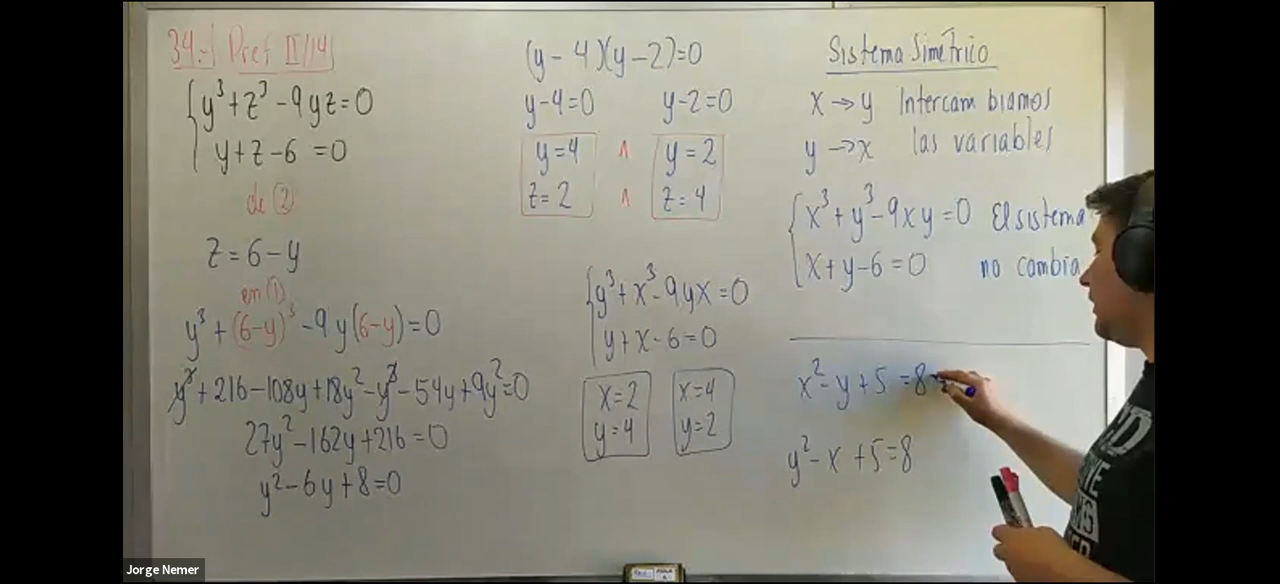 34.-| Pref II/14|
y³+z³-9yz=0
y+z-6=0
de ②
z=6-y
en ①
y³+(6-y)³-9y(6-y)=0
y³+216-108y+18y²-y³-54y+9y²=0
27y²-162y+216=0
y²-6y+8=0
(y-4)(y-2)=0
y-4=0 y-2=0
y=4 ∧ y=2
z=2 ∧ z=4
y³+x³-9yx=0
y+x-6=0
x=2 x=4
y=4 y=2
Sistema Simétrico
x→y Intercambiamos
y→x las variables
x³+y³-9xy=0 El sistema
x+y-6=0 no cambia
x²-y+5=8
y²-x+5=8
Jorge Nemer